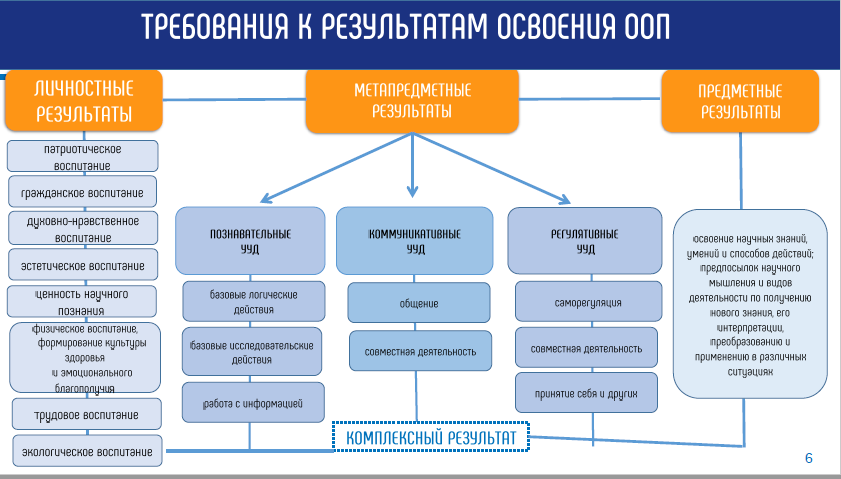 ТРЕБОВАНИЯ К РЕЗУЛЬТАТАМ ОСВОЕНИЯ ООП
ЛИЧНОСТНЫЕ
РЕЗУЛЬТАТЫ
МЕТАПРЕДМЕТНЫЕ
РЕЗУЛЬТАТЫ
ПРЕДМЕТНЫЕ
РЕЗУЛЬТАТЫ
патриотическое
воспитание
гражданское воспитание
духовно-нравственное
воспитание
эстетическое воспитание
ценность научного
познания
физическое воспитание,
формирование культуры
здоровья
и эмоционального
благополучия
трудовое воспитание
экологическое воспитание
ПОЗНАВАТЕЛЬНЫЕ
УУД
базовые логические
действия
базовые исследовательские
действия
работа с информацией
КОММУНИКАТИВНЫЕ
УУД
общение
совместная деятельность
РЕГУЛЯТИВНЫЕ
УУД
саморегуляция
совместная деятельность
принятие себя и других
освоение научных знаний,
умений и способов действий;
предпосылок научного
мышления и видов
деятельности по получению
нового знания, его
интерпретации,
преобразованию и
применению в различных
ситуациях
КОМПЛЕКСНЫЙ РЕЗУЛЬТАТ
6